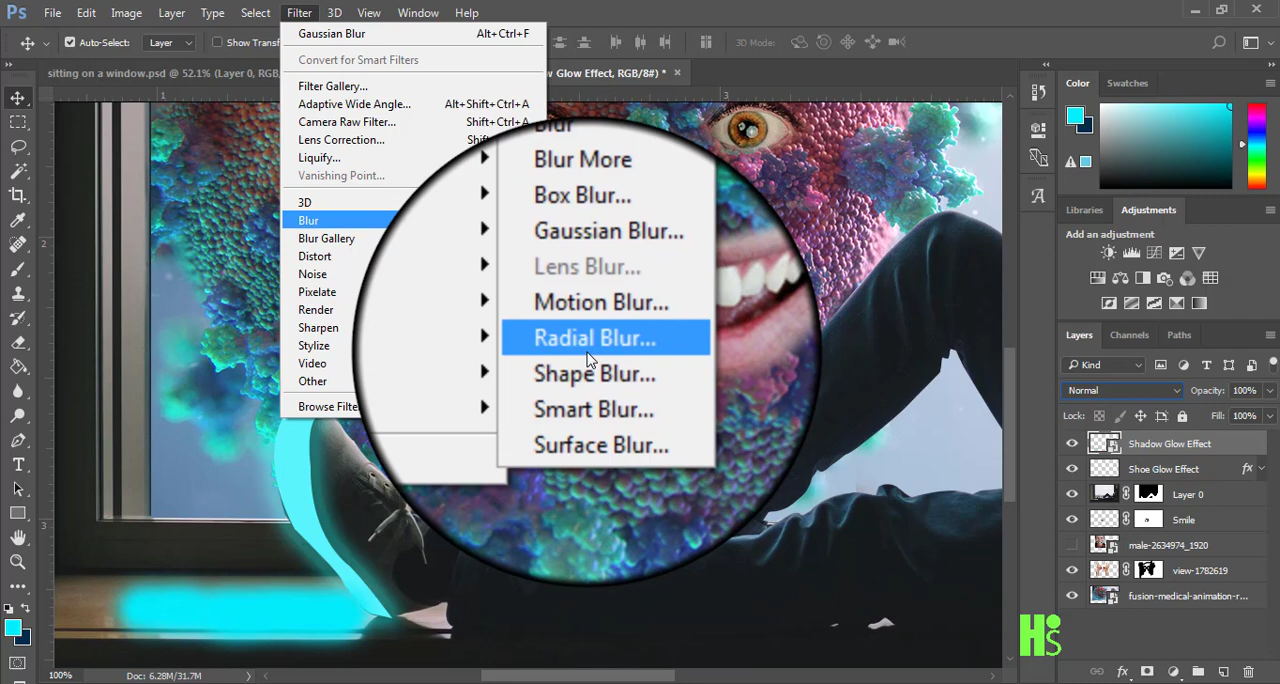 Ps File Edit Image Layer Type Select Filter 3D View Window Help
Auto-Select: Layer Show Transf 3D Mode:
sitting on a window.psd @ 52.1% (Layer 0, RGB w Glow Effect, RGB/8#) * ×
1 3
Gaussian Blur Alt+Ctrl+F
Convert for Smart Filters
Filter Gallery...
Adaptive Wide Angle... Alt+Shift+Ctrl+A
Camera Raw Filter... Shift+Ctrl+A
Lens Correction...
Liquify...
Vanishing Point...
3D
Blur
Blur Gallery
Distort
Noise
Pixelate
Render
Sharpen
Stylize
Video
Other
Browse Filte
Blur
Blur More
Box Blur...
Gaussian Blur...
Lens Blur...
Motion Blur...
Radial Blur...
Shape Blur...
Smart Blur...
Surface Blur...
2
3
Color Swatches
Libraries Adjustments
Add an adjustment
Layers Channels Paths
Kind
Normal Opacity: 100%
Lock: Fill: 100%
Shadow Glow Effect
Shoe Glow Effect fx
Layer 0
Smile
male-2634974_1920
view-1782619
fusion-medical-animation-r...
HiS
100% Doc: 6.28M/31.7M
fx